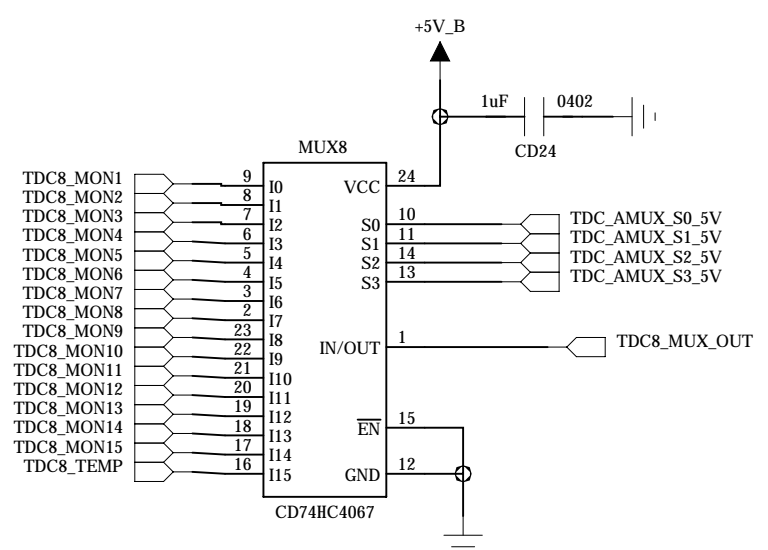 +5V_B
1uF 0402
CD24
MUX8
TDC8_MON1 9 I0 VCC 24
TDC8_MON2 8 I1
TDC8_MON3 7 I2 S0 10 TDC_AMUX_S0_5V
TDC8_MON4 6 I3 S1 11 TDC_AMUX_S1_5V
TDC8_MON5 5 I4 S2 14 TDC_AMUX_S2_5V
TDC8_MON6 4 I5 S3 13 TDC_AMUX_S3_5V
TDC8_MON7 3 I6
TDC8_MON8 2 I7
TDC8_MON9 23 I8
TDC8_MON10 22 I9 IN/OUT 1 TDC8_MUX_OUT
TDC8_MON11 21 I10
TDC8_MON12 20 I11
TDC8_MON13 19 I12
TDC8_MON14 18 I13 EN 15
TDC8_MON15 17 I14
TDC8_TEMP 16 I15 GND 12
CD74HC4067